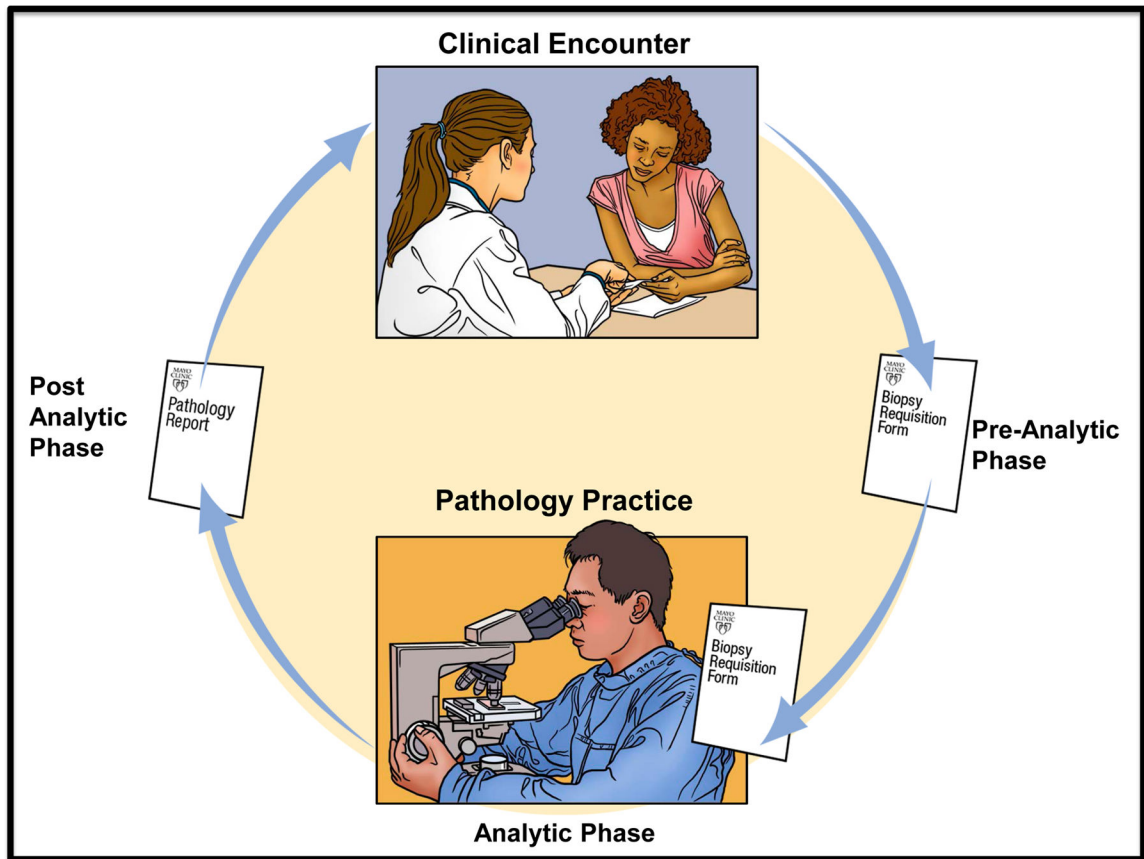 Clinical Encounter
Post
Analytic
Phase
MAYO
CLINIC
Pathology
Report
MAYO
CLINIC
Biopsy
Requisition
Form
Pre-Analytic
Phase
Pathology Practice
MAYO
CLINIC
Biopsy
Requisition
Form
Analytic Phase